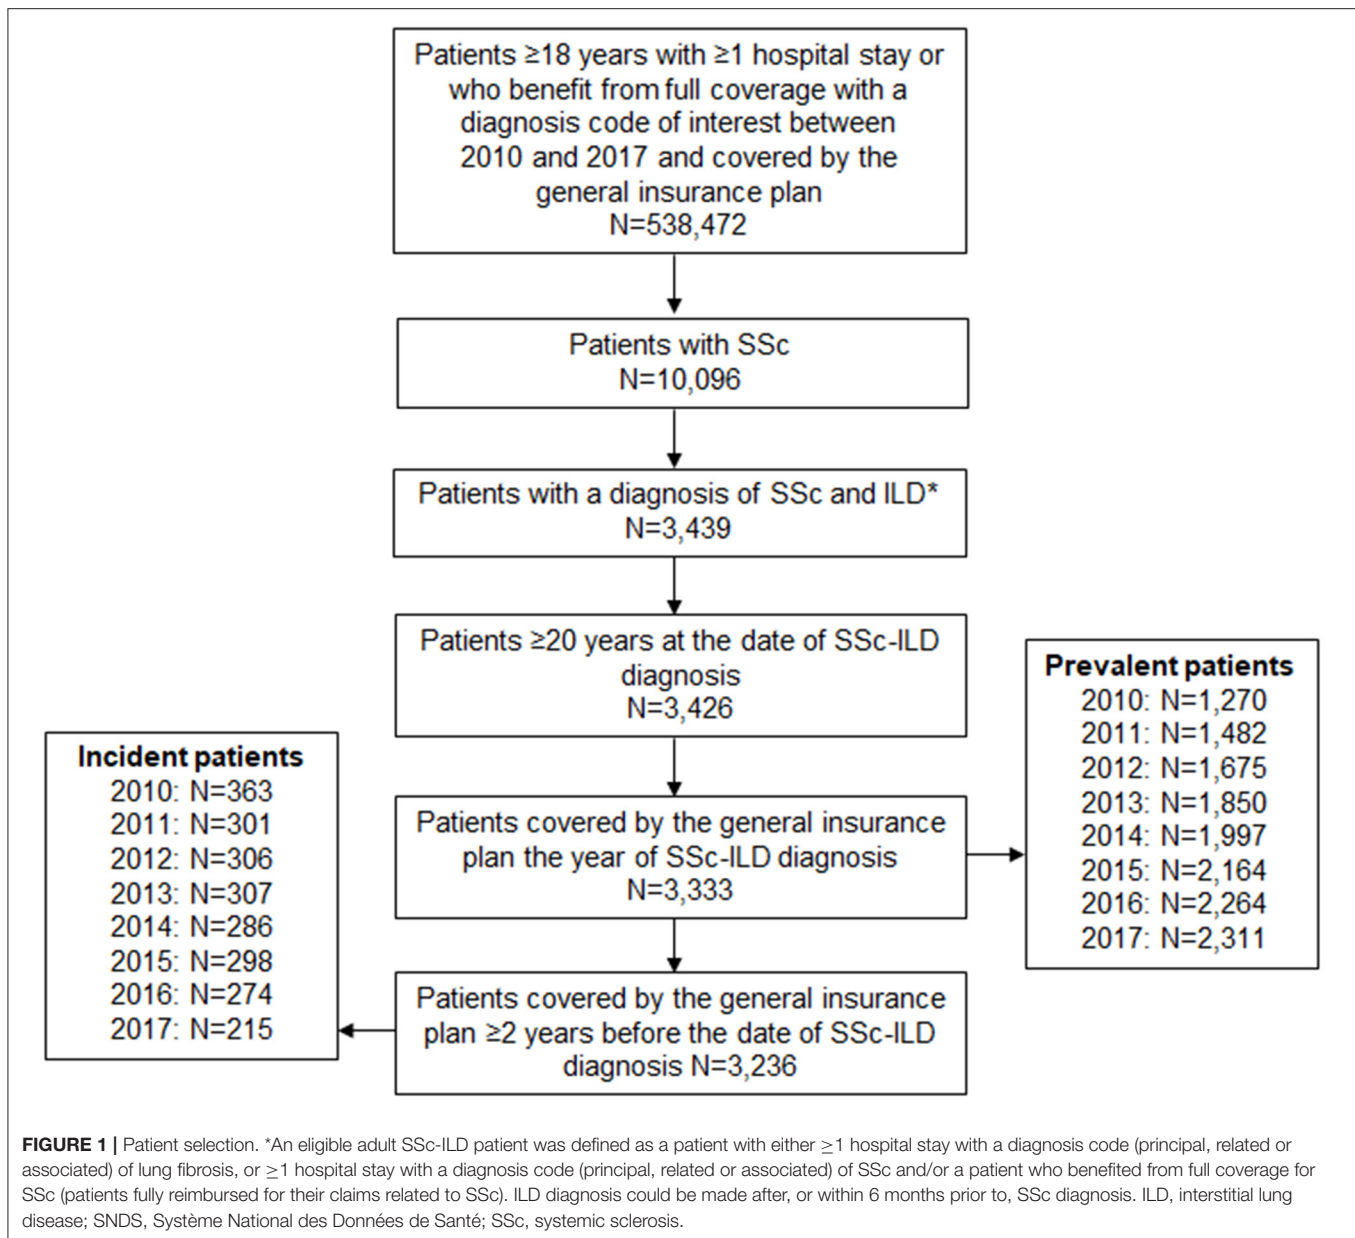 Patients ≥18 years with ≥1 hospital stay or
who benefit from full coverage with a
diagnosis code of interest between
2010 and 2017 and covered by the
general insurance plan
N=538,472
Patients with SSc
N=10,096
Patients with a diagnosis of SSc and ILD*
N=3,439
Patients ≥20 years at the date of SSc-ILD
diagnosis
N=3,426
Patients covered by the general insurance
plan the year of SSc-ILD diagnosis
N=3,333
Prevalent patients
2010: N=1,270
2011: N=1,482
2012: N=1,675
2013: N=1,850
2014: N=1,997
2015: N=2,164
2016: N=2,264
2017: N=2,311
Patients covered by the general insurance
plan ≥2 years before the date of SSc-ILD
diagnosis N=3,236
Incident patients
2010: N=363
2011: N=301
2012: N=306
2013: N=307
2014: N=286
2015: N=298
2016: N=274
2017: N=215
FIGURE 1 | Patient selection. *An eligible adult SSc-ILD patient was defined as a patient with either ≥1 hospital stay with a diagnosis code (principal, related or
associated) of lung fibrosis, or ≥1 hospital stay with a diagnosis code (principal, related or associated) of SSc and/or a patient who benefited from full coverage for
SSc (patients fully reimbursed for their claims related to SSc). ILD diagnosis could be made after, or within 6 months prior to, SSc diagnosis. ILD, interstitial lung
disease; SNDS, Système National des Données de Santé; SSc, systemic sclerosis.